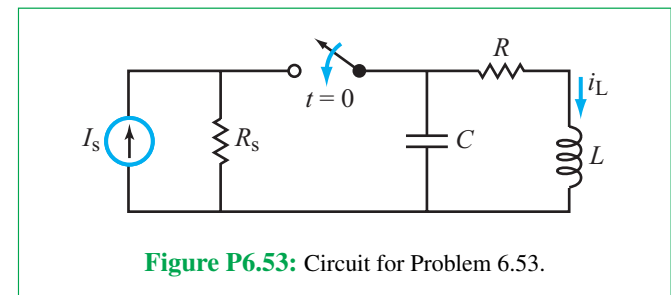 R
i_L
t = 0
I_s
R_s
C
L
Figure P6.53: Circuit for Problem 6.53.